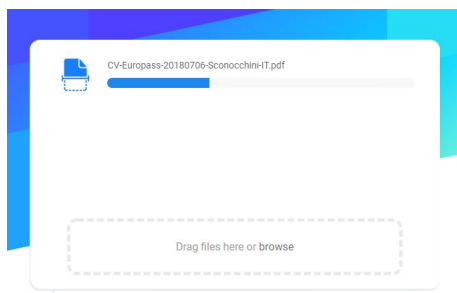 CV-Europass-20180706-Sconocchini-IT.pdf
Drag files here or browse